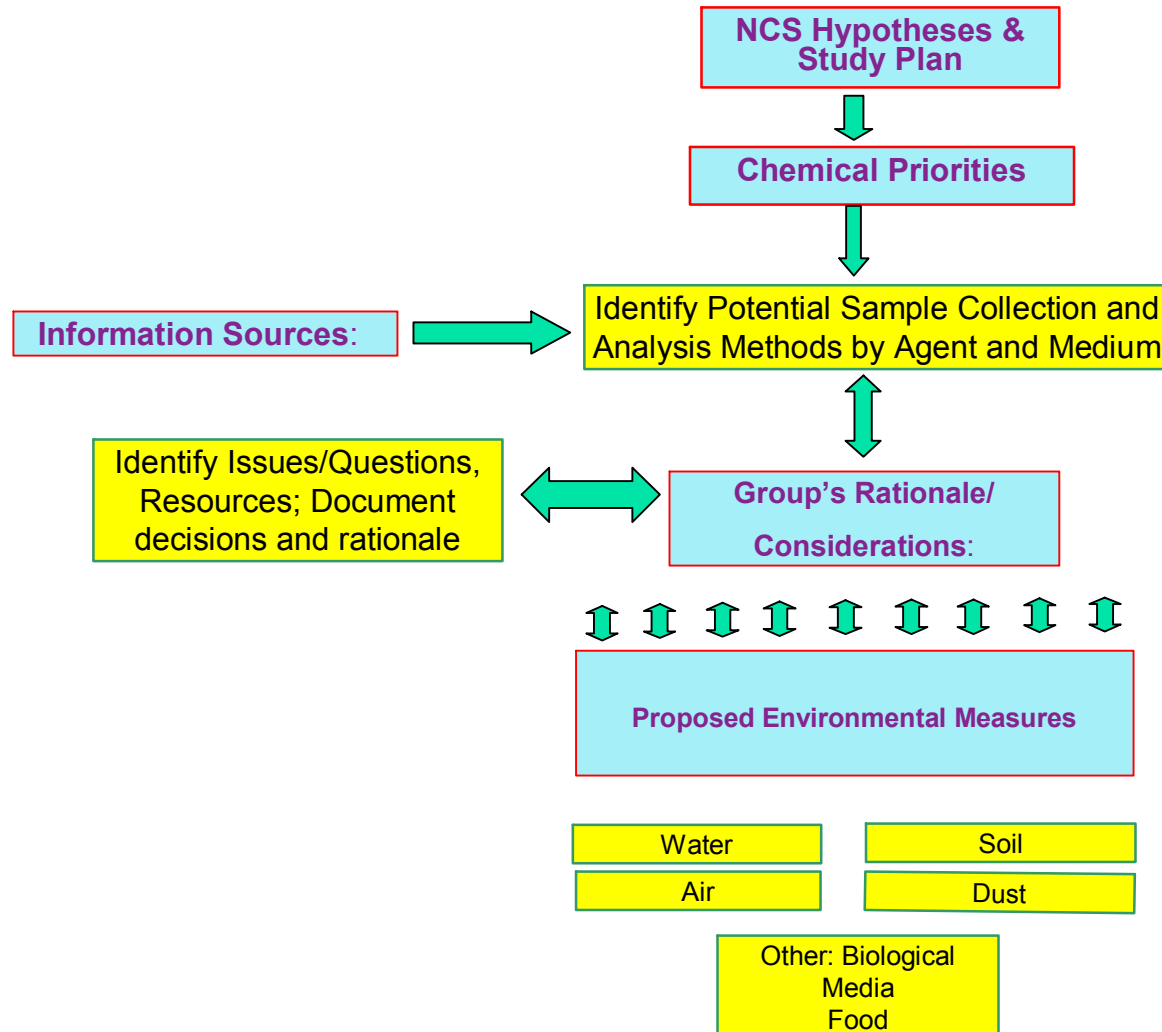 NCS Hypotheses &
Study Plan
Chemical Priorities
Information Sources:
Identify Potential Sample Collection and
Analysis Methods by Agent and Medium
Identify Issues/Questions,
Resources; Document
decisions and rationale
Group's Rationale/
Considerations:
Proposed Environmental Measures
Water
Soil
Air
Dust
Other: Biological
Media
Food